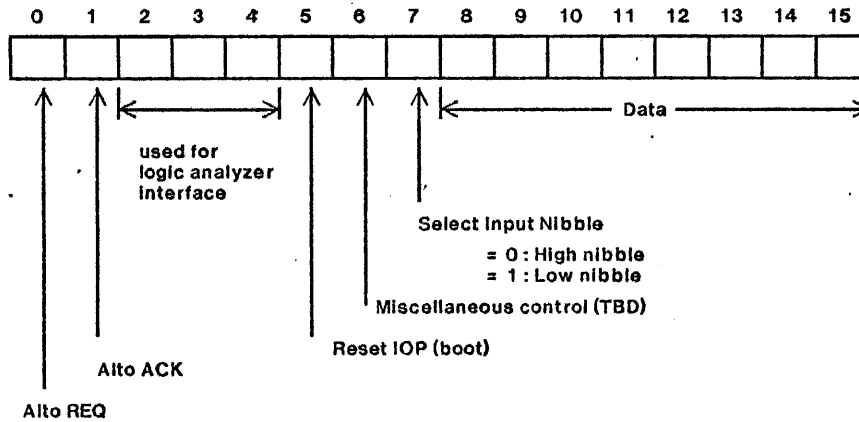 0 1 2 3 4 5 6 7 8 9 10 11 12 13 14 15
Data
used for
logic analyzer
interface
Select Input Nibble
= 0 : High nibble
= 1 : Low nibble
Miscellaneous control (TBD)
Reset IOP (boot)
Alto ACK
Alto REQ